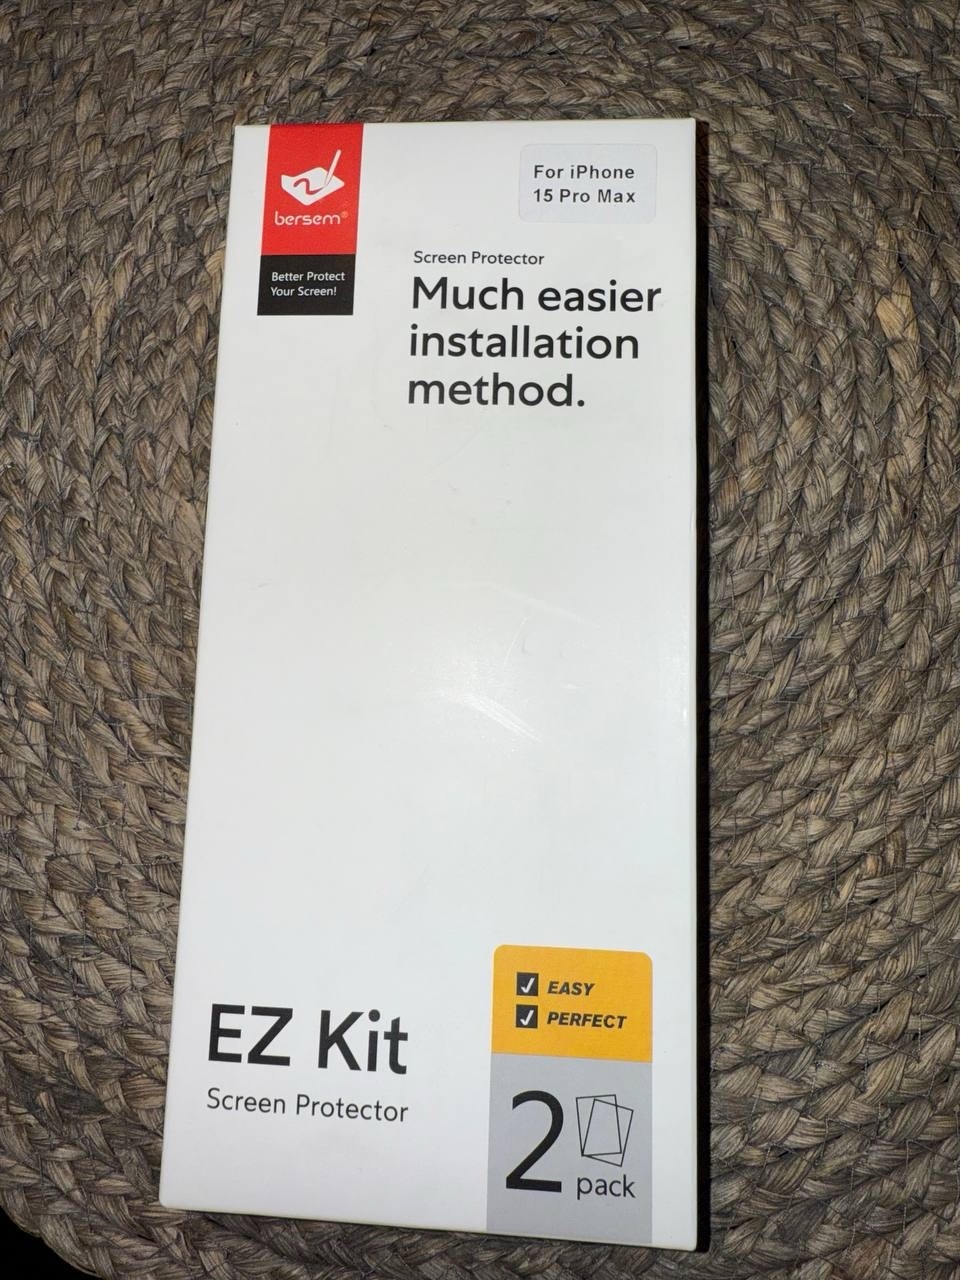 bersem®
Better Protect
Your Screen!
For iPhone
15 Pro Max
Screen Protector
Much easier
installation
method.
EZ Kit
Screen Protector
EASY
PERFECT
2
pack